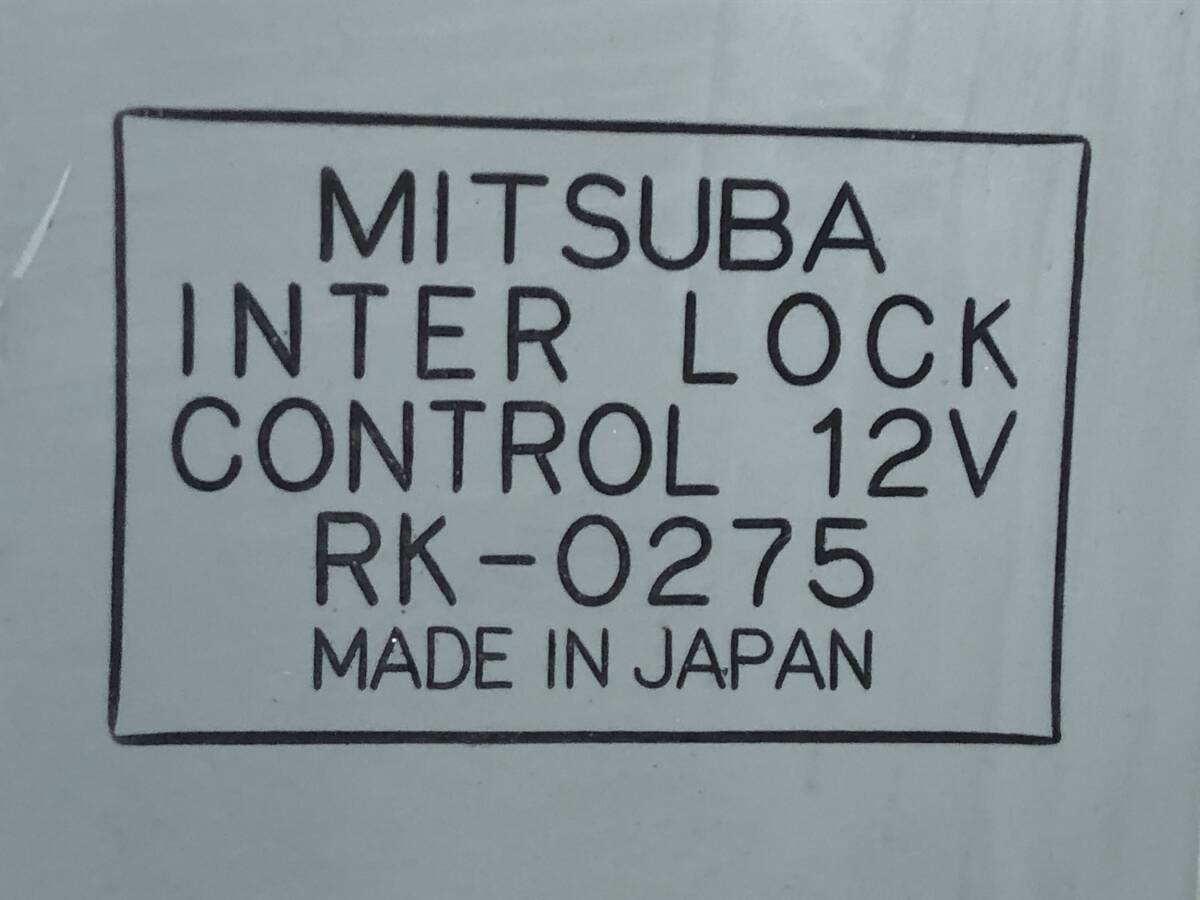 MITSUBA
INTER LOCK
CONTROL 12V
RK-0275
MADE IN JAPAN